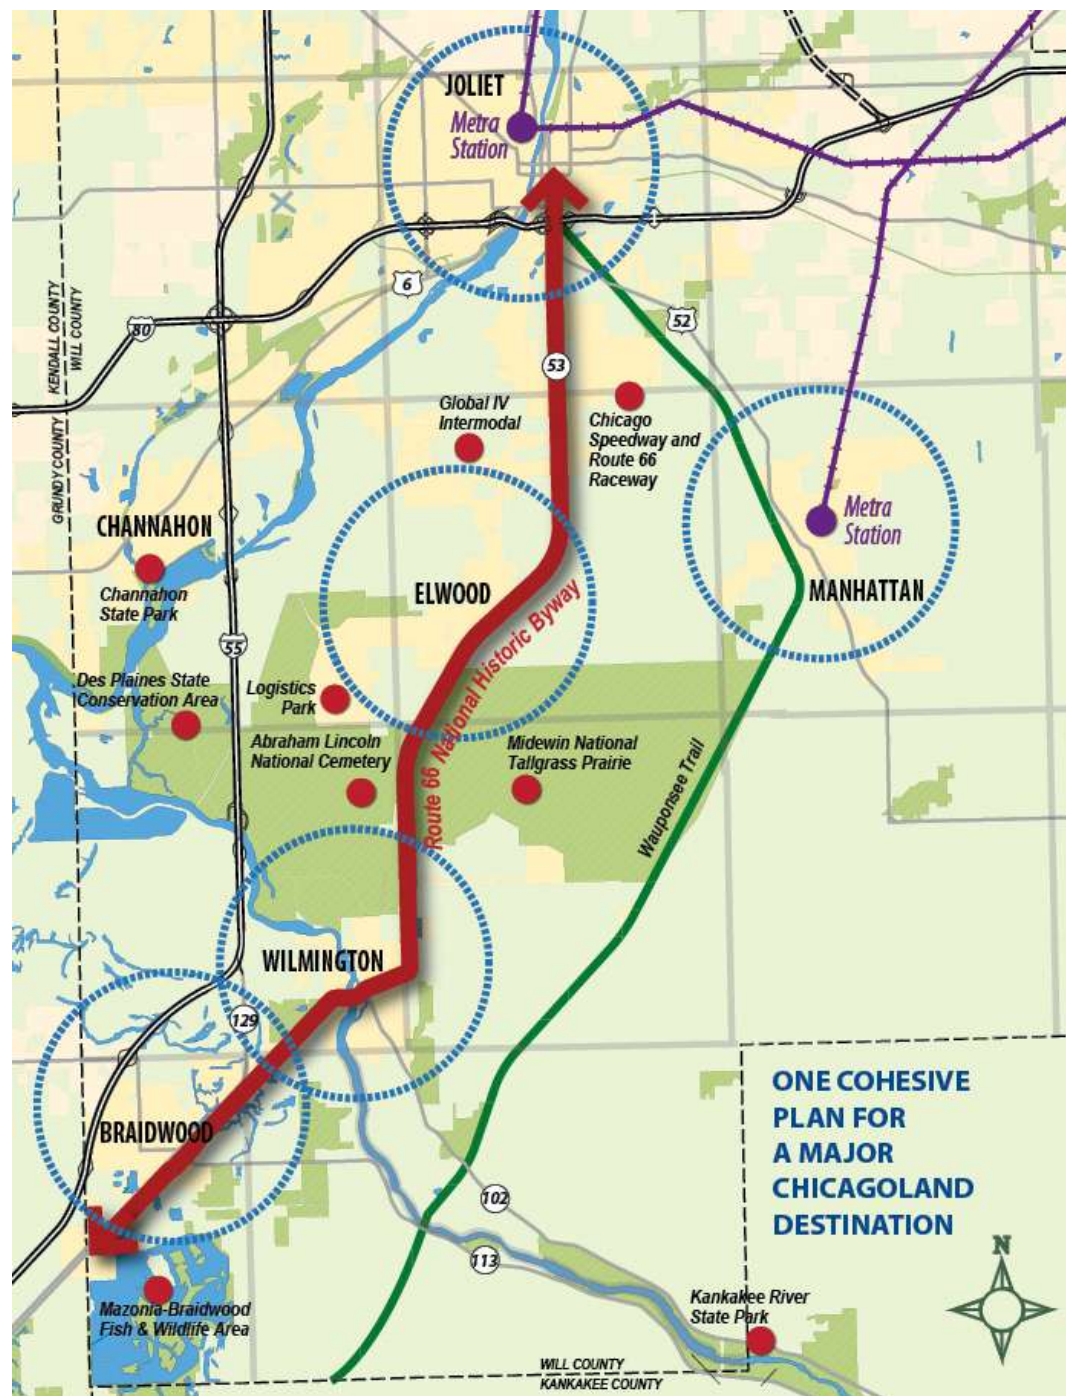 JOLIET
Metra
Station
6
80
52
KENDALL COUNTY
WILL COUNTY
GRUNDY COUNTY
53
Global IV
Intermodal
Chicago
Speedway and
Route 66
Raceway
CHANNAHON
Metra
Station
Channahon
State Park
ELWOOD
MANHATTAN
55
Route 66 National Historic Byway
Des Plaines State
Conservation Area
Logistics
Park
Abraham Lincoln
National Cemetery
Midewin National
Tallgrass Prairie
Wauponsee Trail
WILMINGTON
129
BRAIDWOOD
ONE COHESIVE
PLAN FOR
A MAJOR
CHICAGOLAND
DESTINATION
102
113
N
Mazonia-Braidwood
Fish & Wildlife Area
Kankakee River
State Park
WILL COUNTY
KANKAKEE COUNTY